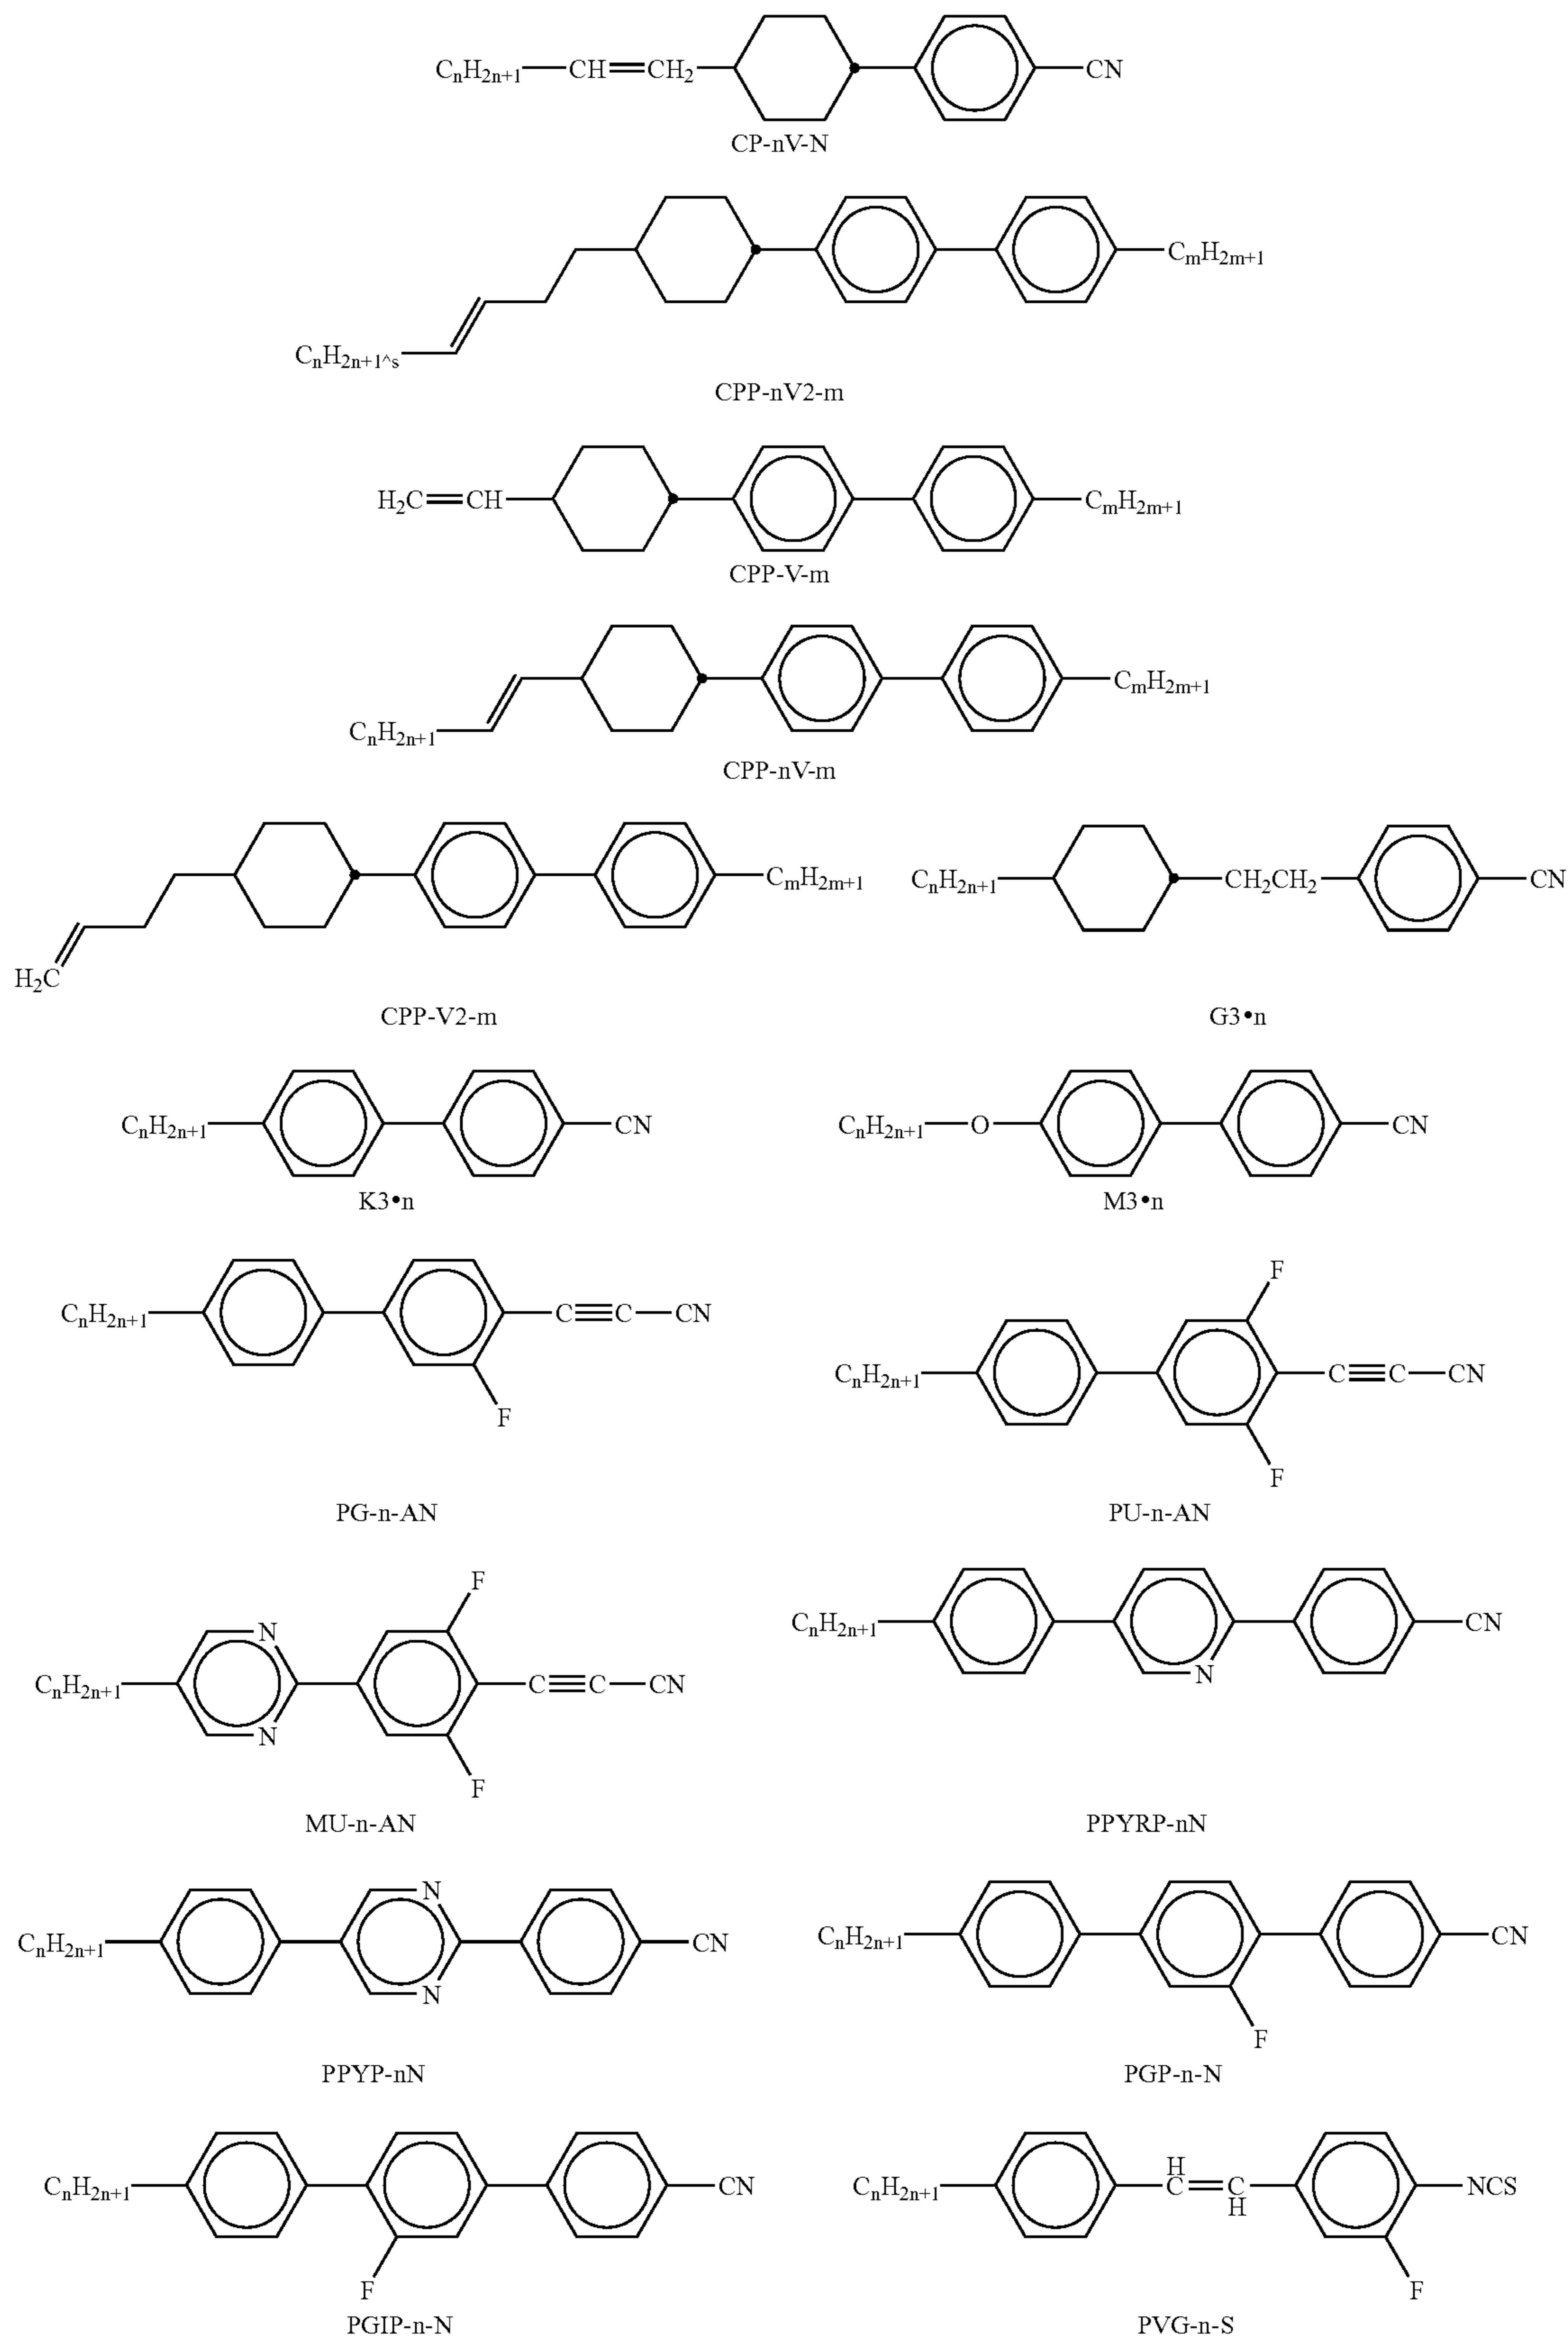 CₙH₂ₙ₊₁—CH=CH₂ CN
CP-nV-N
CₘH₂ₘ₊₁
CₙH₂ₙ₊₁^s
CPP-nV2-m
H₂C=CH CₘH₂ₘ₊₁
CPP-V-m
CₘH₂ₘ₊₁
CₙH₂ₙ₊₁
CPP-nV-m
CₘH₂ₘ₊₁
H₂C
CPP-V2-m
CₙH₂ₙ₊₁ CH₂CH₂ CN
G3•n
CₙH₂ₙ₊₁ CN
K3•n
CₙH₂ₙ₊₁—O CN
M3•n
CₙH₂ₙ₊₁ C≡C—CN
F
PG-n-AN
F
CₙH₂ₙ₊₁ C≡C—CN
F
PU-n-AN
F
N
CₙH₂ₙ₊₁ C≡C—CN
N
F
MU-n-AN
CₙH₂ₙ₊₁ CN
N
PPYRP-nN
N
CₙH₂ₙ₊₁ CN
N
PPYP-nN
CₙH₂ₙ₊₁ CN
F
PGP-n-N
CₙH₂ₙ₊₁ CN
F
PGIP-n-N
H
CₙH₂ₙ₊₁ C=C NCS
H
F
PVG-n-S